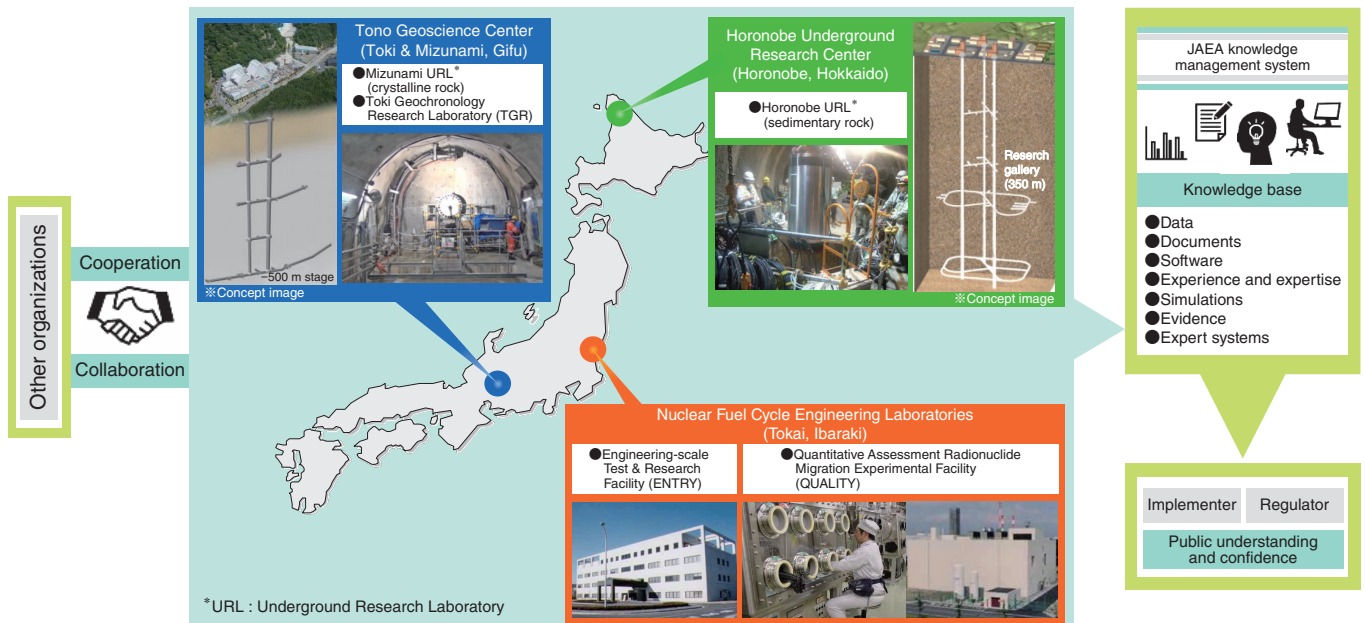 Other organizations
Cooperation
Collaboration
Tono Geoscience Center
(Toki & Mizunami, Gifu)
●Mizunami URL*
(crystalline rock)
●Toki Geochronology
Research Laboratory (TGR)
−500 m stage
※Concept image
Horonobe Underground
Research Center
(Horonobe, Hokkaido)
●Horonobe URL*
(sedimentary rock)
Reserch
gallery
(350 m)
※Concept image
Nuclear Fuel Cycle Engineering Laboratories
(Tokai, Ibaraki)
●Engineering-scale
Test & Research
Facility (ENTRY)
●Quantitative Assessment Radionuclide
Migration Experimental Facility
(QUALITY)
*URL : Underground Research Laboratory
JAEA knowledge
management system
Knowledge base
●Data
●Documents
●Software
●Experience and expertise
●Simulations
●Evidence
●Expert systems
Implementer
Regulator
Public understanding
and confidence